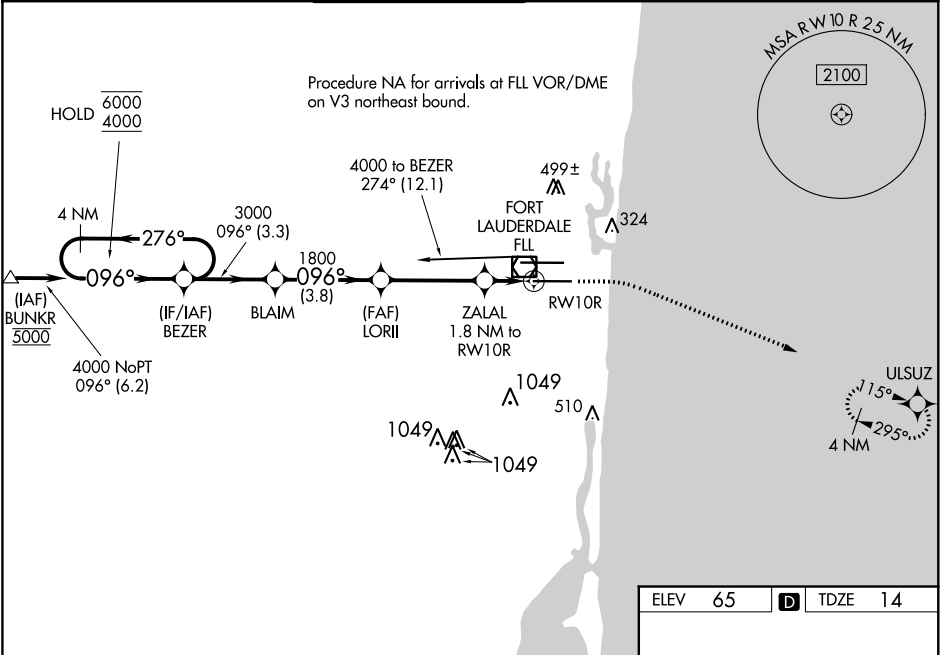 MSA RW 10 R 25 NM
2100
Procedure NA for arrivals at FLL VOR/DME
on V3 northeast bound.
HOLD 6000
4000
4000 to BEZER
274° (12.1)
499±
FORT
LAUDERDALE
FLL
324
4 NM
276°
3000
096° (3.3)
1800
096°
096°
(3.8)
(IAF)
BUNKR
5000
(IF/IAF)
BEZER
BLAIM
(FAF)
LORII
ZALAL
1.8 NM to
RW10R
RW10R
4000 NoPT
096° (6.2)
1049
510
1049
1049
ULSUZ
115°
295°
4 NM
ELEV 65 D TDZE 14